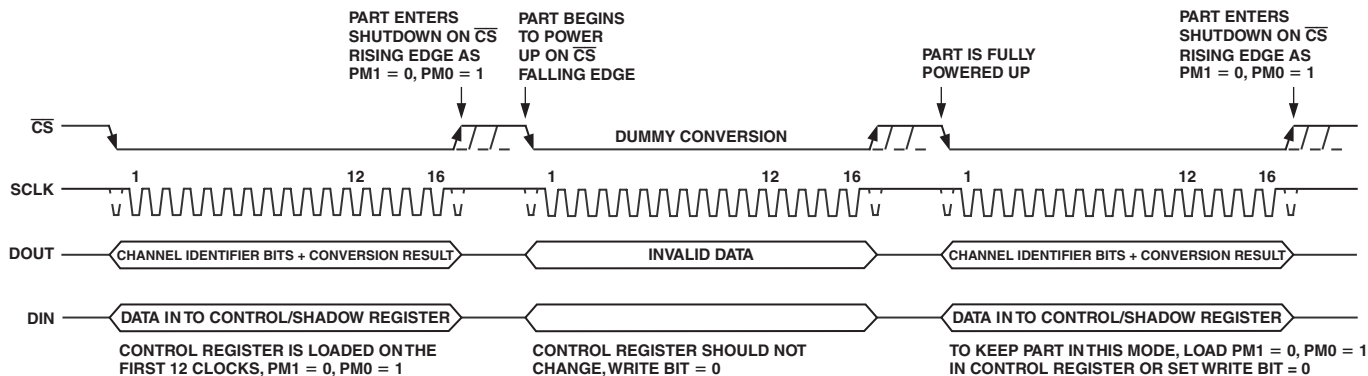 PART ENTERS
SHUTDOWN ON CS
RISING EDGE AS
PM1 = 0, PM0 = 1
PART BEGINS
TO POWER
UP ON CS
FALLING EDGE
PART IS FULLY
POWERED UP
PART ENTERS
SHUTDOWN ON CS
RISING EDGE AS
PM1 = 0, PM0 = 1
CS
DUMMY CONVERSION
SCLK
1 12 16
1 12 16
1 12 16
DOUT
CHANNEL IDENTIFIER BITS + CONVERSION RESULT
INVALID DATA
CHANNEL IDENTIFIER BITS + CONVERSION RESULT
DIN
DATA IN TO CONTROL/SHADOW REGISTER
DATA IN TO CONTROL/SHADOW REGISTER
CONTROL REGISTER IS LOADED ON THE
FIRST 12 CLOCKS, PM1 = 0, PM0 = 1
CONTROL REGISTER SHOULD NOT
CHANGE, WRITE BIT = 0
TO KEEP PART IN THIS MODE, LOAD PM1 = 0, PM0 = 1
IN CONTROL REGISTER OR SET WRITE BIT = 0